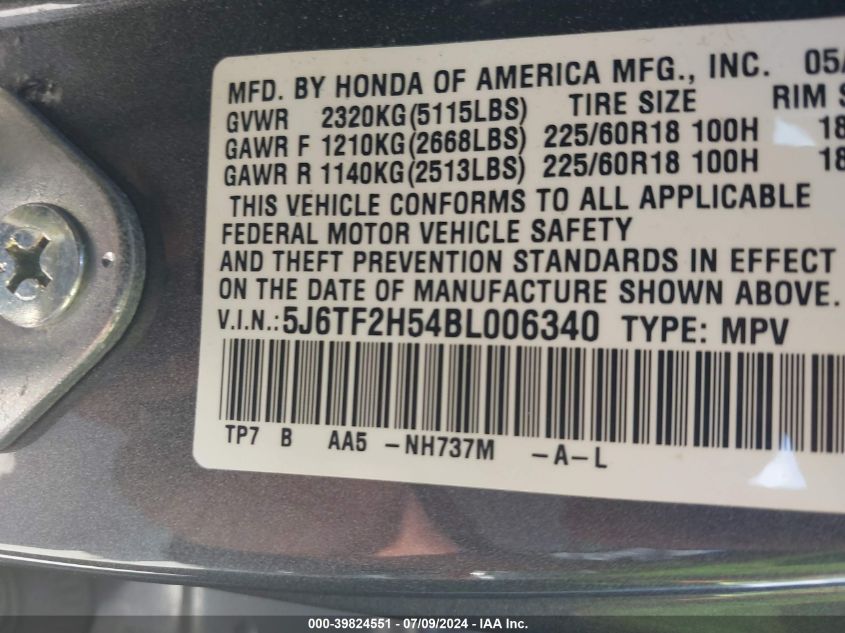 MFD. BY HONDA OF AMERICA MFG., INC. 05/
GVWR 2320KG(5115LBS) TIRE SIZE RIM S
GAWR F 1210KG(2668LBS) 225/60R18 100H 18
GAWR R 1140KG(2513LBS) 225/60R18 100H 18
THIS VEHICLE CONFORMS TO ALL APPLICABLE
FEDERAL MOTOR VEHICLE SAFETY
AND THEFT PREVENTION STANDARDS IN EFFECT
ON THE DATE OF MANUFACTURE SHOWN ABOVE.
V.I.N.: 5J6TF2H54BL006340 TYPE: MPV
TP7 B AA5 -NH737M -A-L
000-39824551 - 07/09/2024 - IAA, Inc.